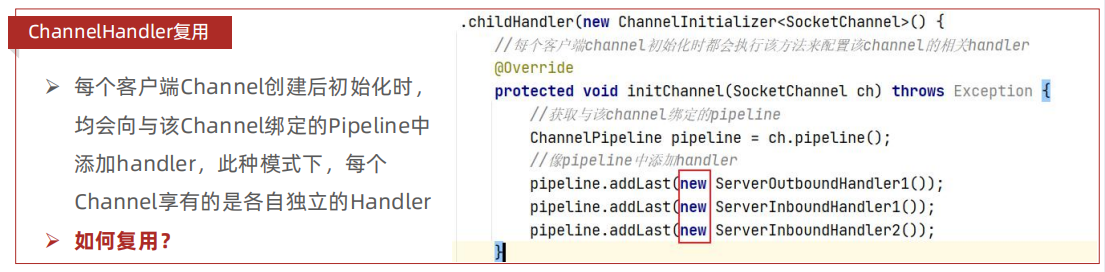 ChannelHandler复用
每个客户端Channel创建后初始化时，
均会向与该Channel绑定的Pipeline中
添加handler，此种模式下，每个
Channel享有的是各自独立的Handler
如何复用？
.childHandler(new ChannelInitializer<SocketChannel>() {
//每个客户端channel初始化时都会执行该方法来配置该channel的相关handler
@Override
protected void initChannel(SocketChannel ch) throws Exception {
//获取与该channel绑定的pipeline
ChannelPipeline pipeline = ch.pipeline();
//像pipeline中添加handler
pipeline.addLast(new ServerOutboundHandler1());
pipeline.addLast(new ServerInboundHandler1());
pipeline.addLast(new ServerInboundHandler2());
}